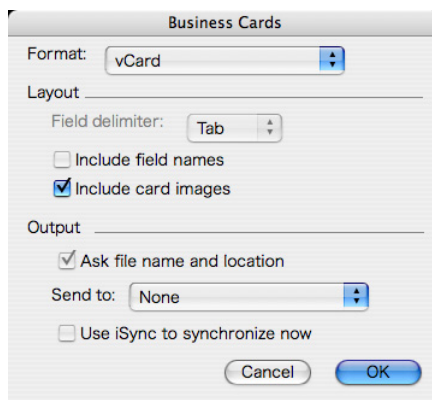 Business Cards
Format: vCard
Layout
Field delimiter: Tab
Include field names
Include card images
Output
Ask file name and location
Send to: None
Use iSync to synchronize now
Cancel OK